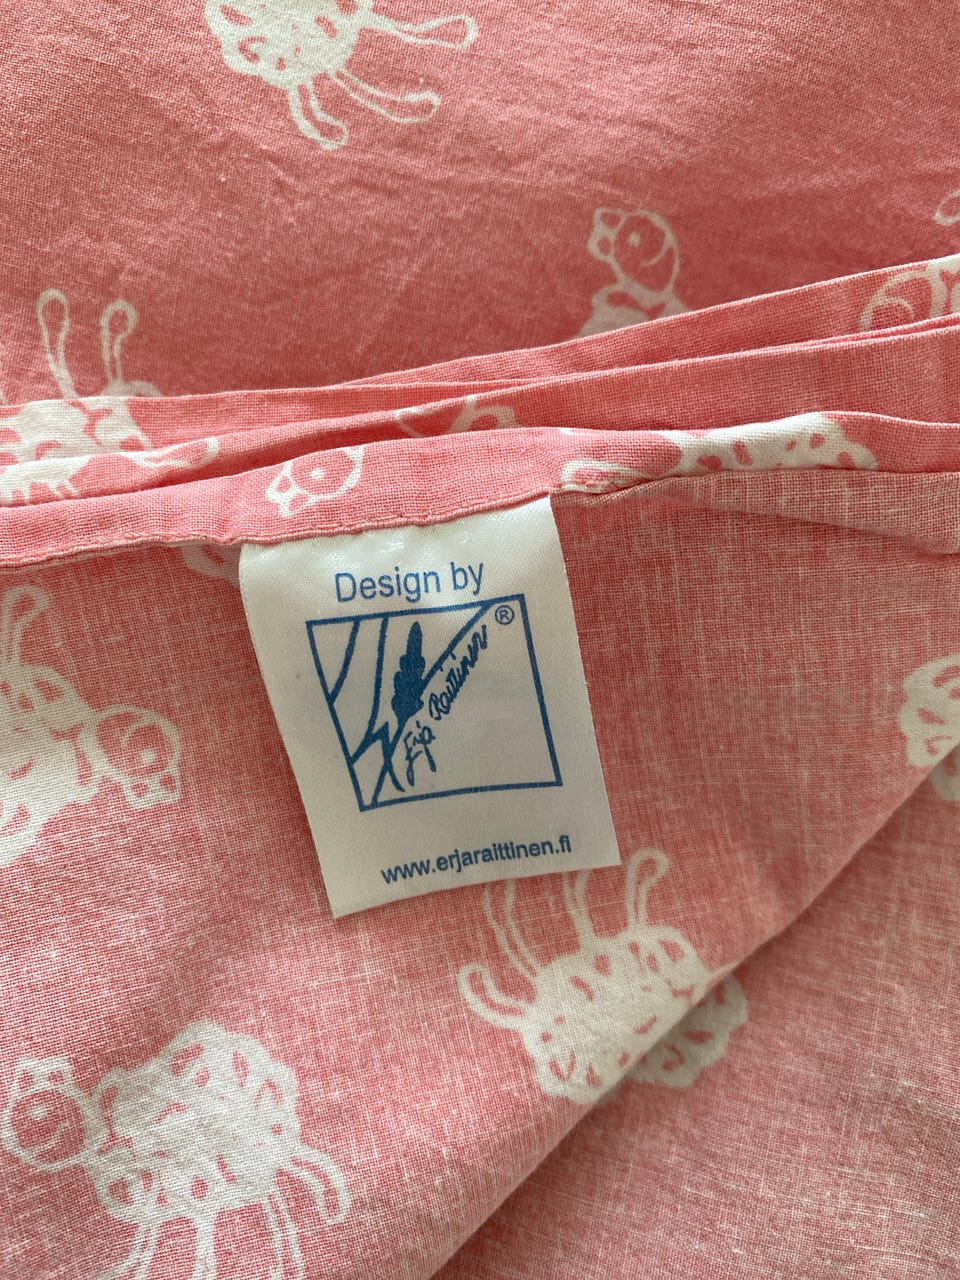 Design by
®
Erja Raittinen
www.erjaraittinen.fi